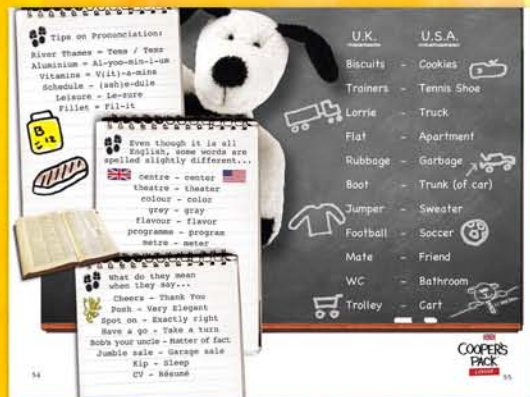 Tips on Pronunciation:
River Thames = Tems / Tems
Aluminium = Al-yoo-min-i-um
Vitamins = V(it)-a-mins
Schedule - (ssh)e-dule
Leisure - Le-zure
Fillet = Fil-it
B
12
Even though it is all
English, some words are
spelled slightly different...
centre - center
theatre - theater
colour - color
grey - gray
flavour - flavor
programme - program
metre - meter
What do they mean
when they say...
Cheers - Thank You
Posh - Very Elegant
Spot on - Exactly right
Have a go - Take a turn
Bob's your uncle - Matter of fact
Jumble sale - Garage sale
Kip - Sleep
CV - Résumé
54
U.K. U.S.A.
Biscuits - Cookies
Trainers - Tennis Shoe
Lorrie - Truck
Flat - Apartment
Rubbage - Garbage
Boot - Trunk (of car)
Jumper - Sweater
Football - Soccer
Mate - Friend
WC - Bathroom
Trolley - Cart
COOPER'S
PACK
LONDON
55